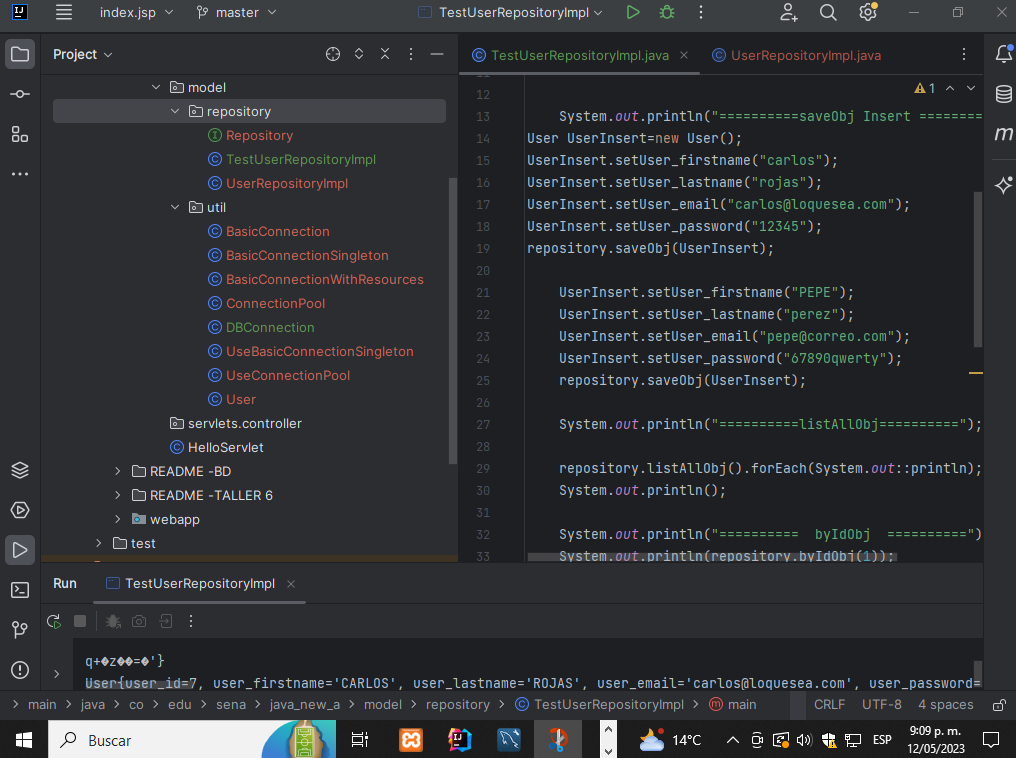 index.jsp
master
TestUserRepositoryImpl
Project
TestUserRepositoryImpl.java
UserRepositoryImpl.java
model
repository
Repository
TestUserRepositoryImpl
UserRepositoryImpl
util
BasicConnection
BasicConnectionSingleton
BasicConnectionWithResources
ConnectionPool
DBConnection
UseBasicConnectionSingleton
UseConnectionPool
User
servlets.controller
HelloServlet
README -BD
README -TALLER 6
webapp
test
1
12
13 System.out.println("==========saveObj Insert ========
14 User UserInsert=new User();
15 UserInsert.setUser_firstname("carlos");
16 UserInsert.setUser_lastname("rojas");
17 UserInsert.setUser_email("carlos@loquesea.com");
18 UserInsert.setUser_password("12345");
19 repository.saveObj(UserInsert);
20
21 UserInsert.setUser_firstname("PEPE");
22 UserInsert.setUser_lastname("perez");
23 UserInsert.setUser_email("pepe@correo.com");
24 UserInsert.setUser_password("67890qwerty");
25 repository.saveObj(UserInsert);
26
27 System.out.println("==========listAllObj==========");
28
29 repository.listAllObj().forEach(System.out::println);
30 System.out.println();
31
32 System.out.println("========== byIdObj ==========")
33 System.out.println(repository.byIdObj(1));
Run
TestUserRepositoryImpl
q+�z��=�'}
User{user_id=7, user_firstname='CARLOS', user_lastname='ROJAS', user_email='carlos@loquesea.com', user_password=
main > java > co > edu > sena > java_new_a > model > repository > TestUserRepositoryImpl > main
CRLF UTF-8 4 spaces
Buscar
14°C
ESP
9:09 p. m.
12/05/2023